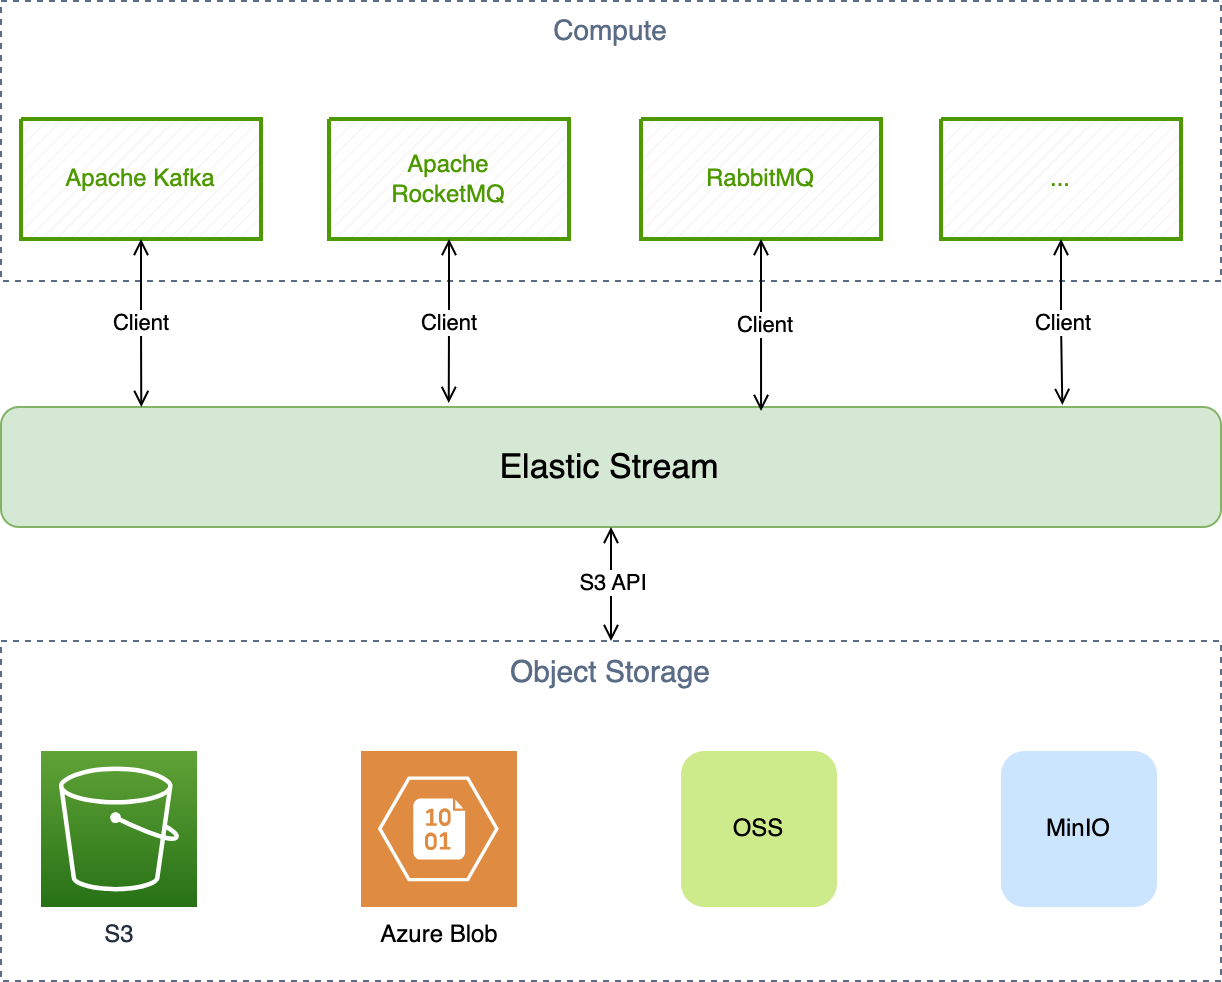 Compute
Apache Kafka
Apache
RocketMQ
RabbitMQ
...
Client
Client
Client
Client
Elastic Stream
S3 API
Object Storage
10
01
OSS
MinIO
S3
Azure Blob